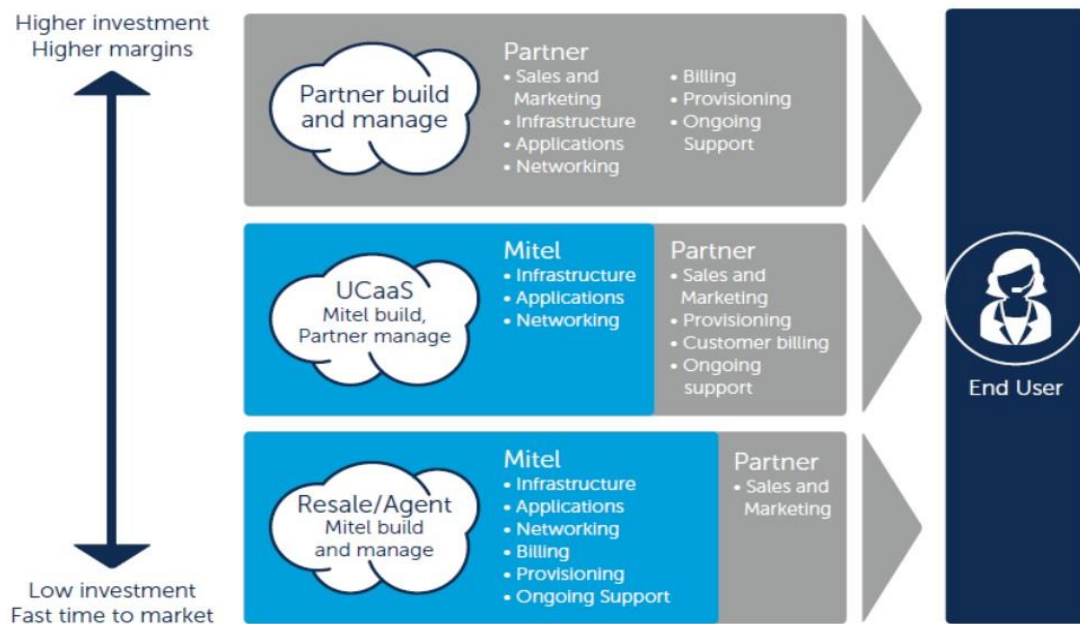 Higher investment
Higher margins
Partner build
and manage
Partner
• Sales and
Marketing
• Infrastructure
• Applications
• Networking
• Billing
• Provisioning
• Ongoing
Support
UCaaS
Mitel build,
Partner manage
Mitel
• Infrastructure
• Applications
• Networking
Partner
• Sales and
Marketing
• Provisioning
• Customer billing
• Ongoing
support
Resale/Agent
Mitel build
and manage
Mitel
• Infrastructure
• Applications
• Networking
• Billing
• Provisioning
• Ongoing Support
Partner
• Sales and
Marketing
End User
Low investment
Fast time to market